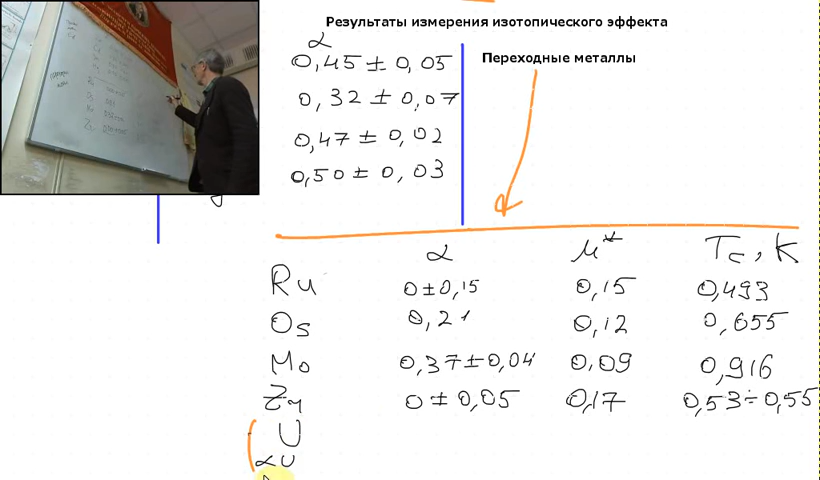 Результаты измерения изотопического эффекта
α
0,45 ± 0,05
Переходные металлы
0,32 ± 0,07
0,47 ± 0,02
0,50 ± 0,03
α μ* Tc, K
Ru 0 ± 0,15 0,15 0,493
Os 0,21 0,12 0,655
Mo 0,37 ± 0,04 0,09 0,916
Zr 0 ± 0,05 0,17 0,53 ÷ 0,55
U
αU